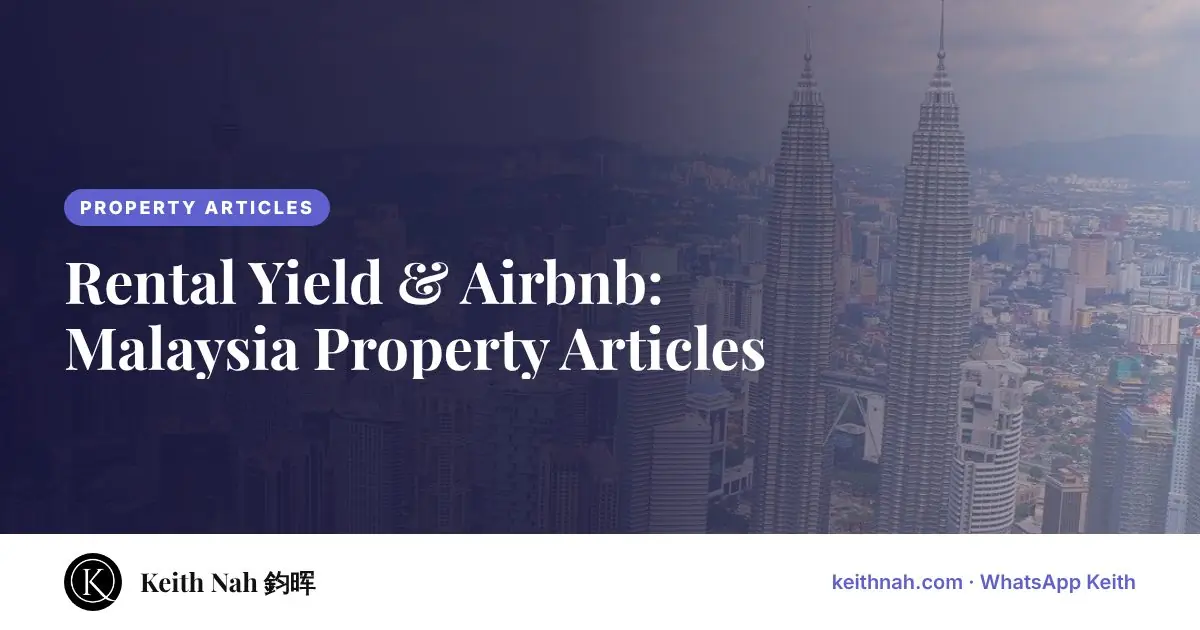 PROPERTY ARTICLES
Rental Yield & Airbnb:
Malaysia Property Articles
K
Keith Nah 鈞晖
keithnah.com · WhatsApp Keith